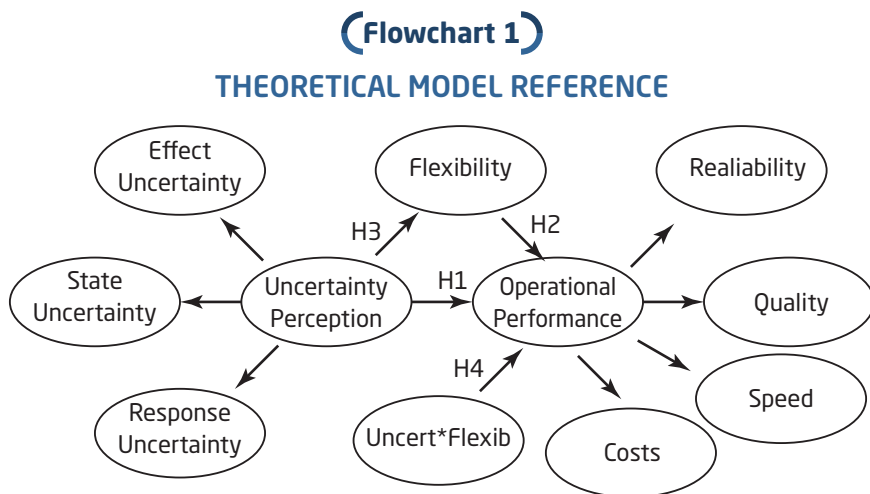 Flowchart 1
THEORETICAL MODEL REFERENCE
Effect
Uncertainty
Flexibility
Realiability
H3
H2
State
Uncertainty
Uncertainty
Perception
H1
Operational
Performance
Quality
H4
Response
Uncertainty
Uncert*Flexib
Costs
Speed